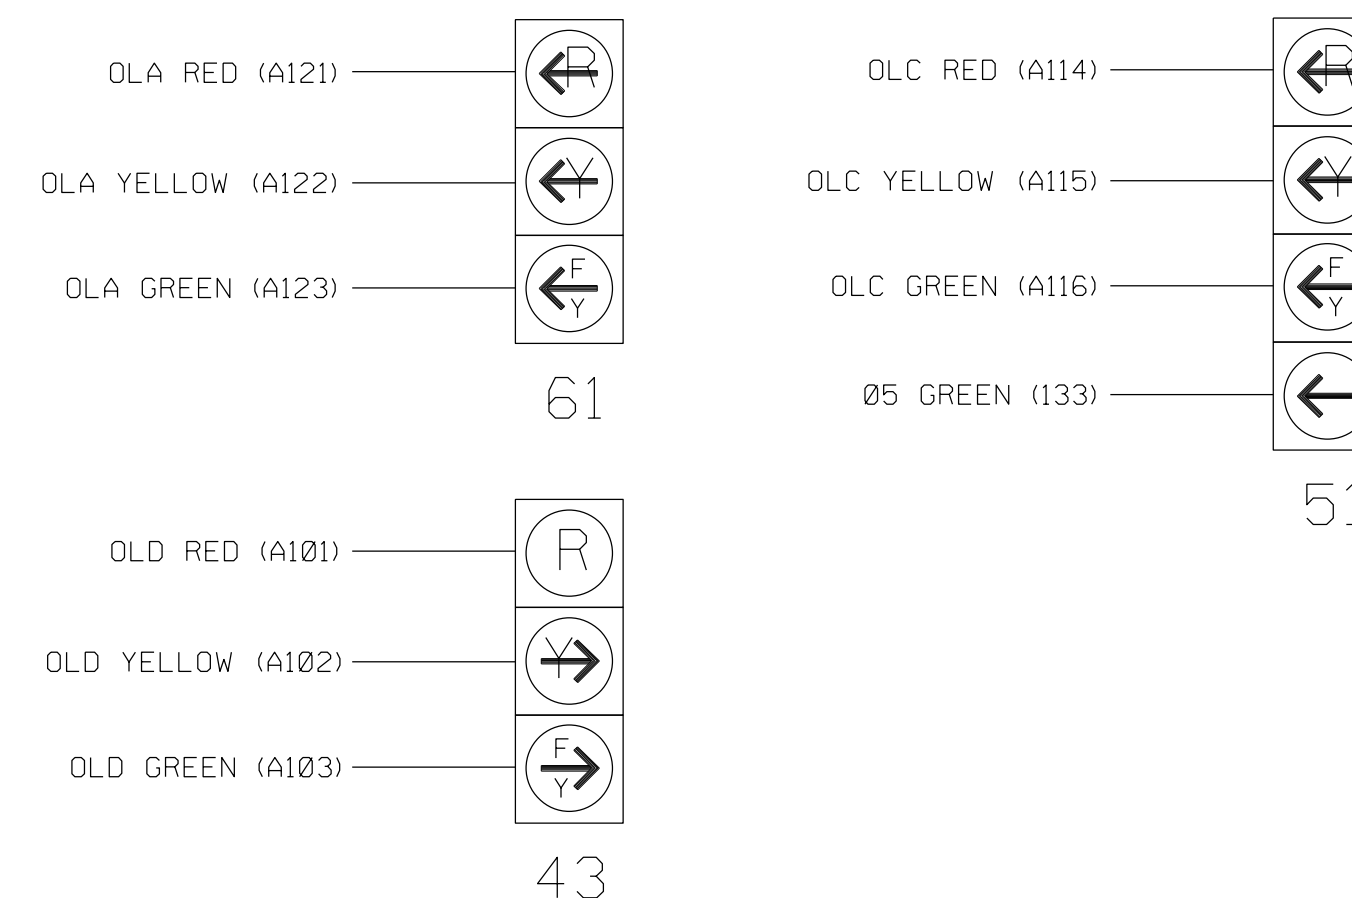 OLA RED (A121)
R
OLA YELLOW (A122)
Y
OLA GREEN (A123)
F
Y
61
OLC RED (A114)
R
OLC YELLOW (A115)
Y
OLC GREEN (A116)
F
Y
Ø5 GREEN (133)
51
OLD RED (A1Ø1)
R
OLD YELLOW (A1Ø2)
Y
OLD GREEN (A1Ø3)
F
Y
43